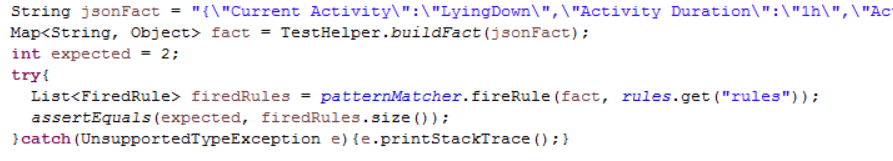 String jsonFact = "{\"Current Activity\":\"LyingDown\",\"Activity Duration\":\"1h\",\"Ac
Map<String, Object> fact = TestHelper.buildFact(jsonFact);
int expected = 2;
try{
  List<FiredRule> firedRules = patternMatcher.fireRule(fact, rules.get("rules"));
  assertEquals(expected, firedRules.size());
}catch(UnsupportedTypeException e){e.printStackTrace();}